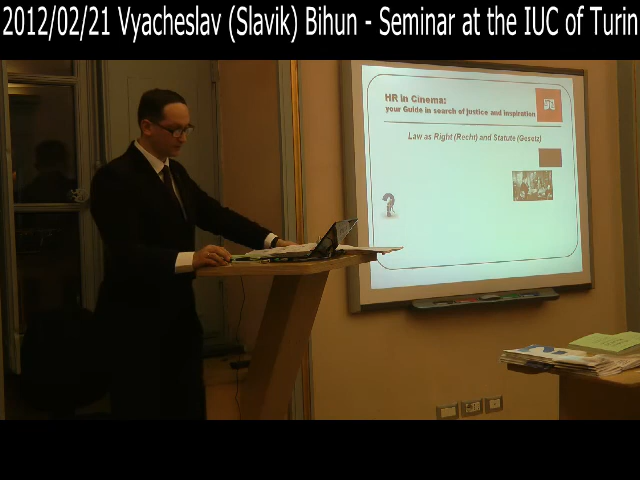 2012/02/21 Vyacheslav (Slavik) Bihun - Seminar at the IUC of Turin
HR in Cinema:
your Guide in search of justice and inspiration
Law as Right (Recht) and Statute (Gesetz)
?